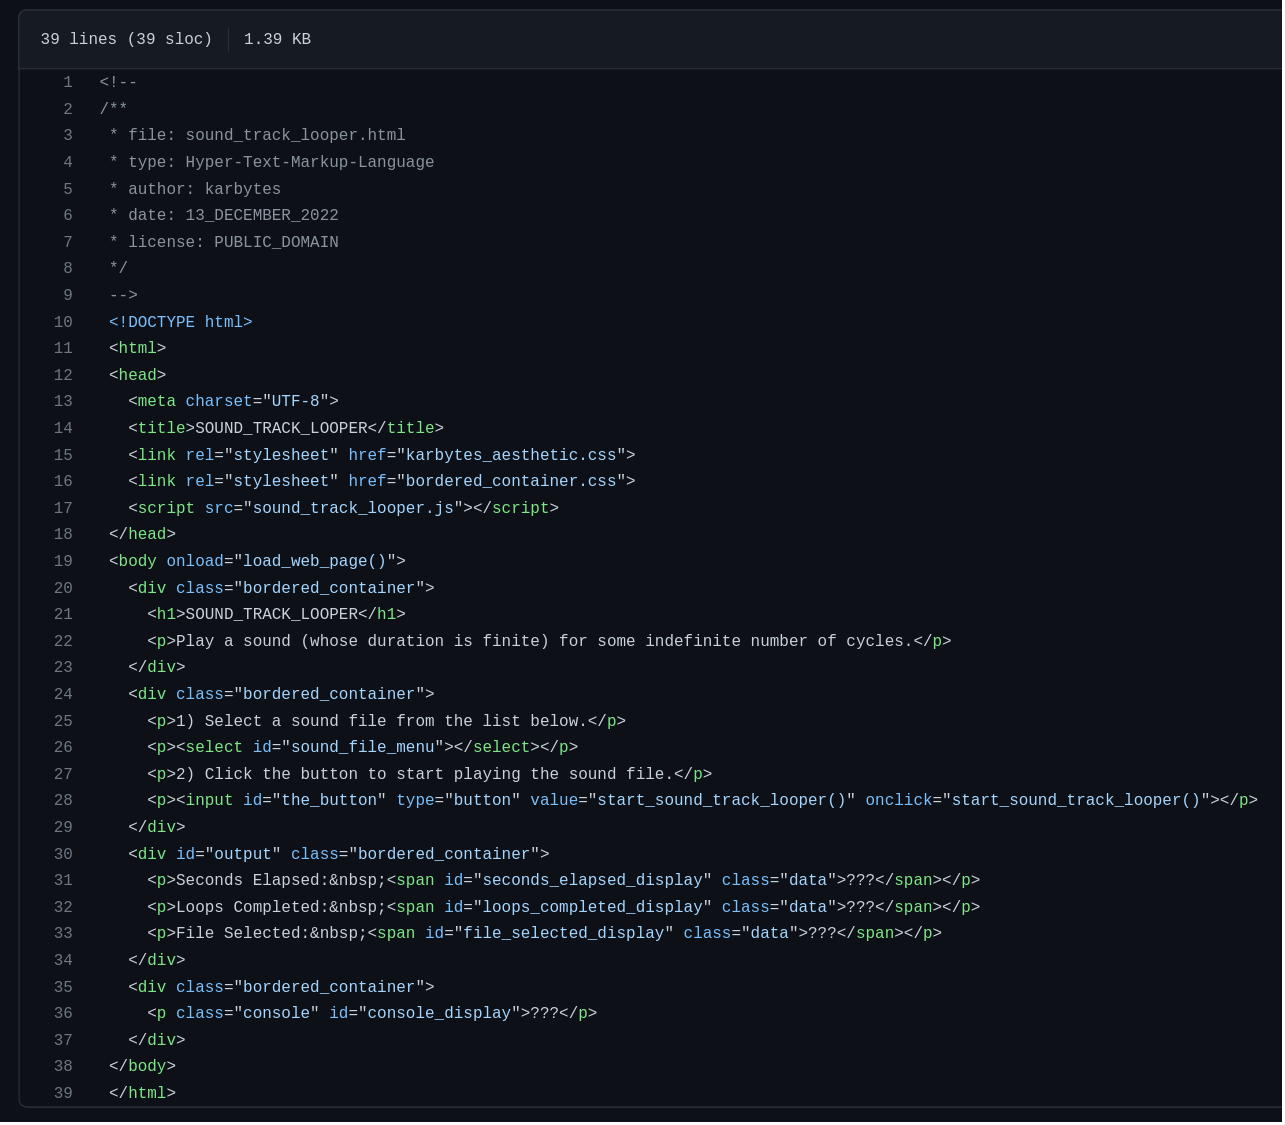 39 lines (39 sloc) 1.39 KB
1 <!--
2 /**
3  * file: sound_track_looper.html
4  * type: Hyper-Text-Markup-Language
5  * author: karbytes
6  * date: 13_DECEMBER_2022
7  * license: PUBLIC_DOMAIN
8  */
9  -->
10  <!DOCTYPE html>
11  <html>
12  <head>
13    <meta charset="UTF-8">
14    <title>SOUND_TRACK_LOOPER</title>
15    <link rel="stylesheet" href="karbytes_aesthetic.css">
16    <link rel="stylesheet" href="bordered_container.css">
17    <script src="sound_track_looper.js"></script>
18  </head>
19  <body onload="load_web_page()">
20    <div class="bordered_container">
21      <h1>SOUND_TRACK_LOOPER</h1>
22      <p>Play a sound (whose duration is finite) for some indefinite number of cycles.</p>
23    </div>
24    <div class="bordered_container">
25      <p>1) Select a sound file from the list below.</p>
26      <p><select id="sound_file_menu"></select></p>
27      <p>2) Click the button to start playing the sound file.</p>
28      <p><input id="the_button" type="button" value="start_sound_track_looper()" onclick="start_sound_track_looper()"></p>
29    </div>
30    <div id="output" class="bordered_container">
31      <p>Seconds Elapsed:&nbsp;<span id="seconds_elapsed_display" class="data">???</span></p>
32      <p>Loops Completed:&nbsp;<span id="loops_completed_display" class="data">???</span></p>
33      <p>File Selected:&nbsp;<span id="file_selected_display" class="data">???</span></p>
34    </div>
35    <div class="bordered_container">
36      <p class="console" id="console_display">???</p>
37    </div>
38  </body>
39  </html>